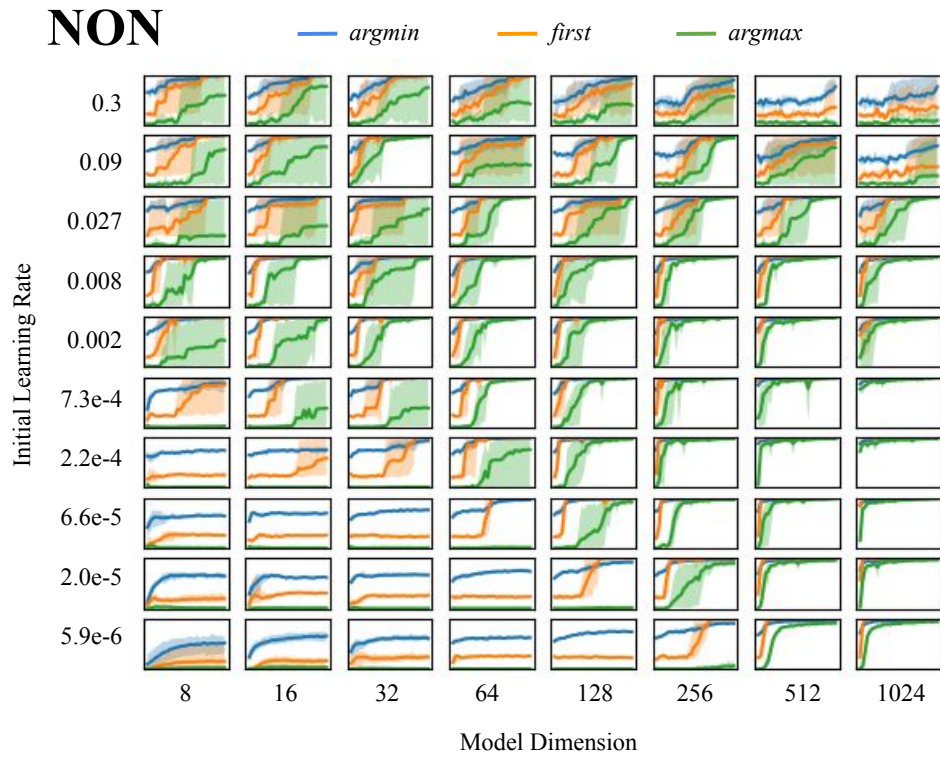 NON
argmin first argmax
0.3
0.09
0.027
0.008
0.002
7.3e-4
2.2e-4
6.6e-5
2.0e-5
5.9e-6
Initial Learning Rate
8 16 32 64 128 256 512 1024
Model Dimension